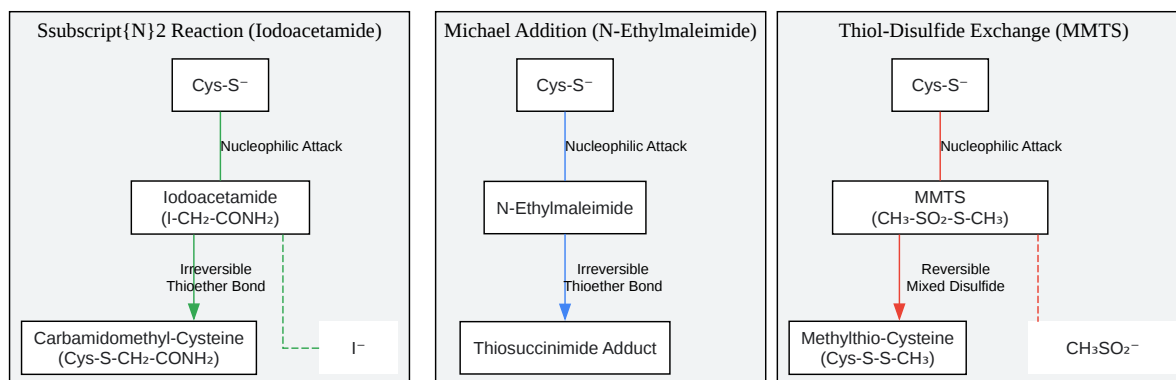 Ssubscript{N}2 Reaction (Iodoacetamide)
Cys-S⁻
Nucleophilic Attack
Iodoacetamide
(I-CH₂-CONH₂)
Irreversible
Thioether Bond
Carbamidomethyl-Cysteine
(Cys-S-CH₂-CONH₂)
I⁻
Michael Addition (N-Ethylmaleimide)
Cys-S⁻
Nucleophilic Attack
N-Ethylmaleimide
Irreversible
Thioether Bond
Thiosuccinimide Adduct
Thiol-Disulfide Exchange (MMTS)
Cys-S⁻
Nucleophilic Attack
MMTS
(CH₃-SO₂-S-CH₃)
Reversible
Mixed Disulfide
Methylthio-Cysteine
(Cys-S-S-CH₃)
CH₃SO₂⁻